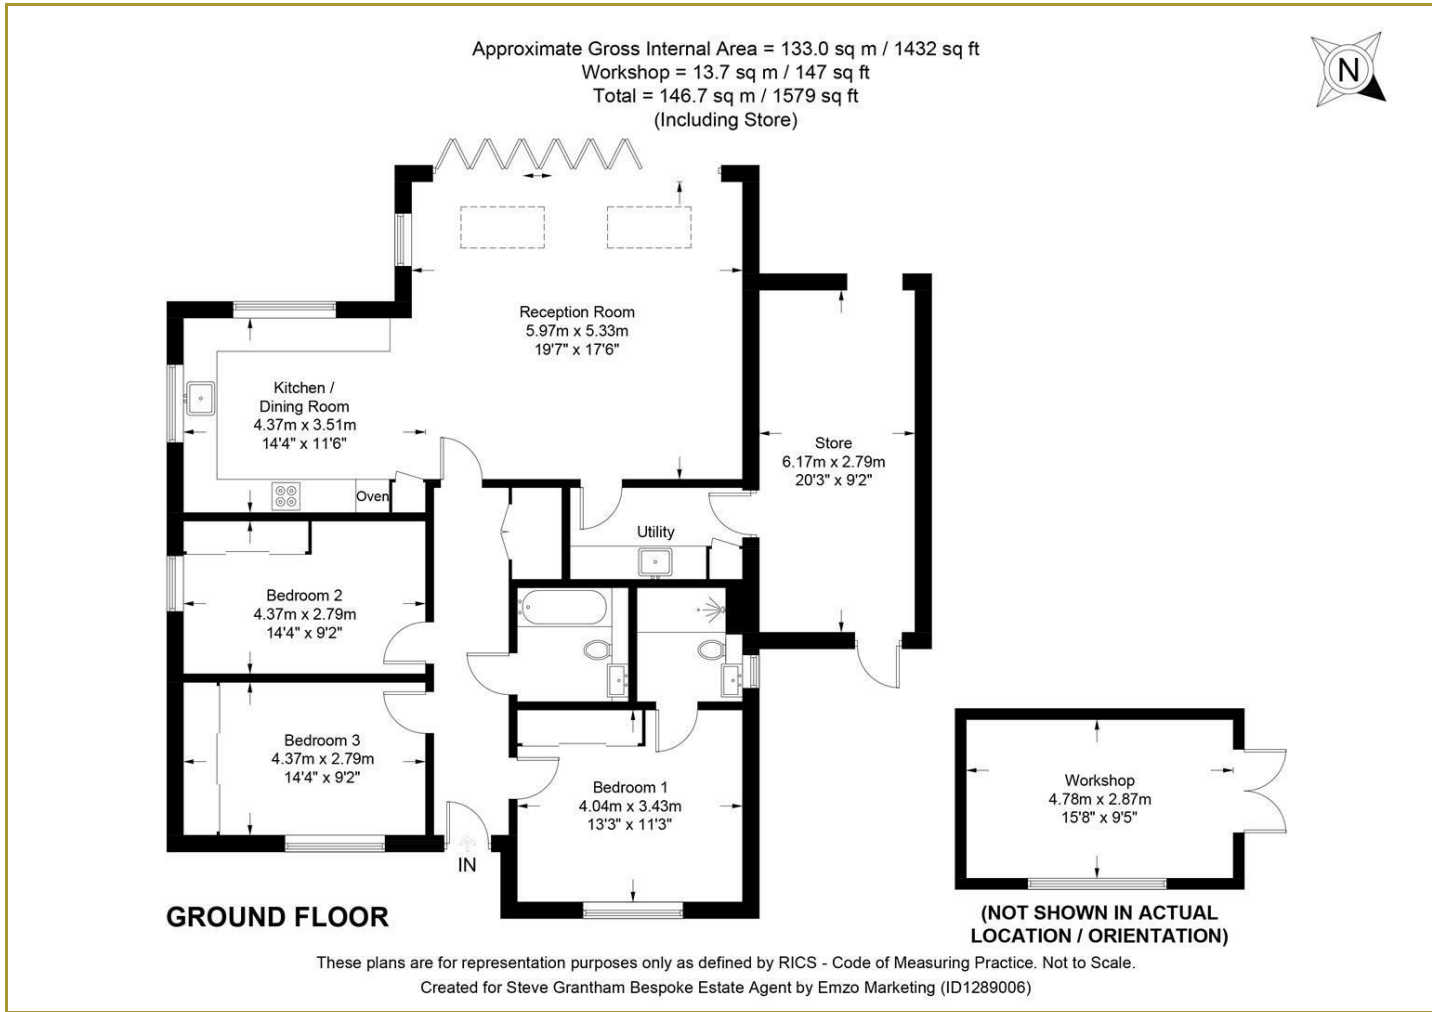 Approximate Gross Internal Area = 133.0 sq m / 1432 sq ft
Workshop = 13.7 sq m / 147 sq ft
Total = 146.7 sq m / 1579 sq ft
(Including Store)
N
Reception Room
5.97m x 5.33m
19'7" x 17'6"
Kitchen /
Dining Room
4.37m x 3.51m
14'4" x 11'6"
Oven
Store
6.17m x 2.79m
20'3" x 9'2"
Utility
Bedroom 2
4.37m x 2.79m
14'4" x 9'2"
Bedroom 3
4.37m x 2.79m
14'4" x 9'2"
Bedroom 1
4.04m x 3.43m
13'3" x 11'3"
Workshop
4.78m x 2.87m
15'8" x 9'5"
IN
GROUND FLOOR
(NOT SHOWN IN ACTUAL
LOCATION / ORIENTATION)
These plans are for representation purposes only as defined by RICS - Code of Measuring Practice. Not to Scale.
Created for Steve Grantham Bespoke Estate Agent by Emzo Marketing (ID1289006)